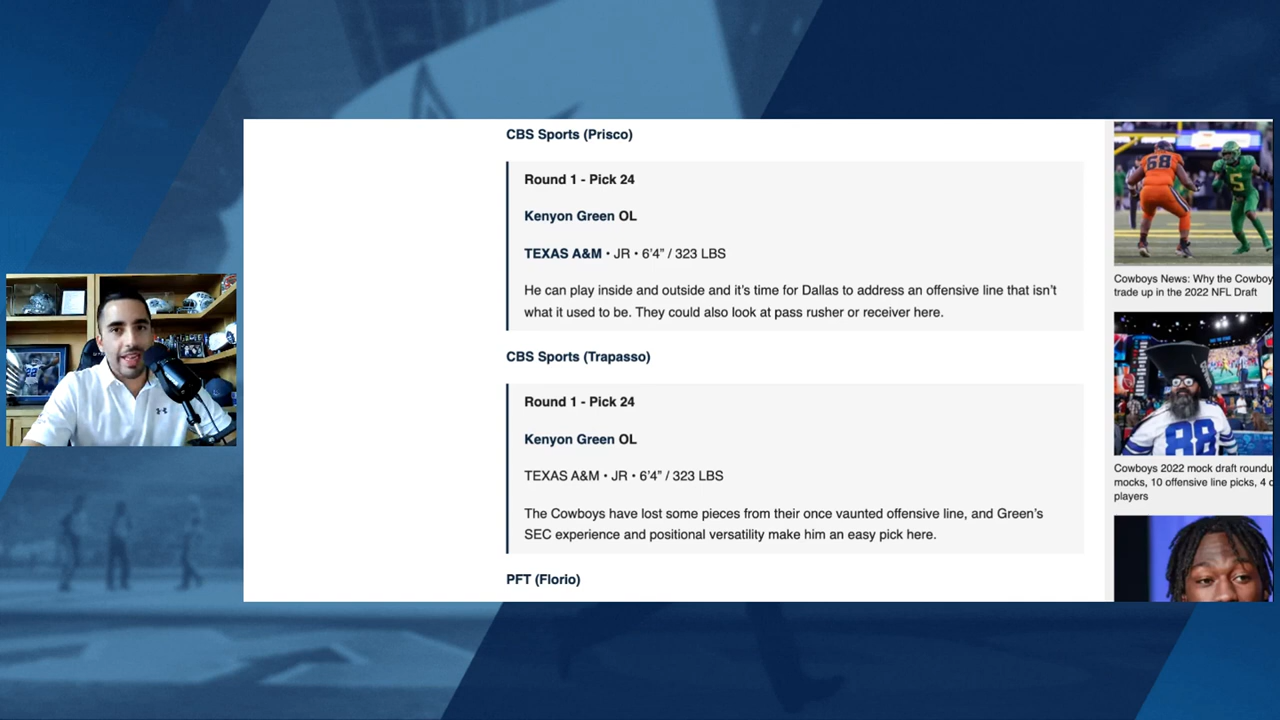 CBS Sports (Prisco)
Round 1 - Pick 24
Kenyon Green OL
TEXAS A&M • JR • 6’4” / 323 LBS
He can play inside and outside and it’s time for Dallas to address an offensive line that isn’t
what it used to be. They could also look at pass rusher or receiver here.
CBS Sports (Trapasso)
Round 1 - Pick 24
Kenyon Green OL
TEXAS A&M • JR • 6’4” / 323 LBS
The Cowboys have lost some pieces from their once vaunted offensive line, and Green’s
SEC experience and positional versatility make him an easy pick here.
PFT (Florio)
68
5
Cowboys News: Why the Cowboy
trade up in the 2022 NFL Draft
88
Cowboys 2022 mock draft roundu
mocks, 10 offensive line picks, 4 d
players
22